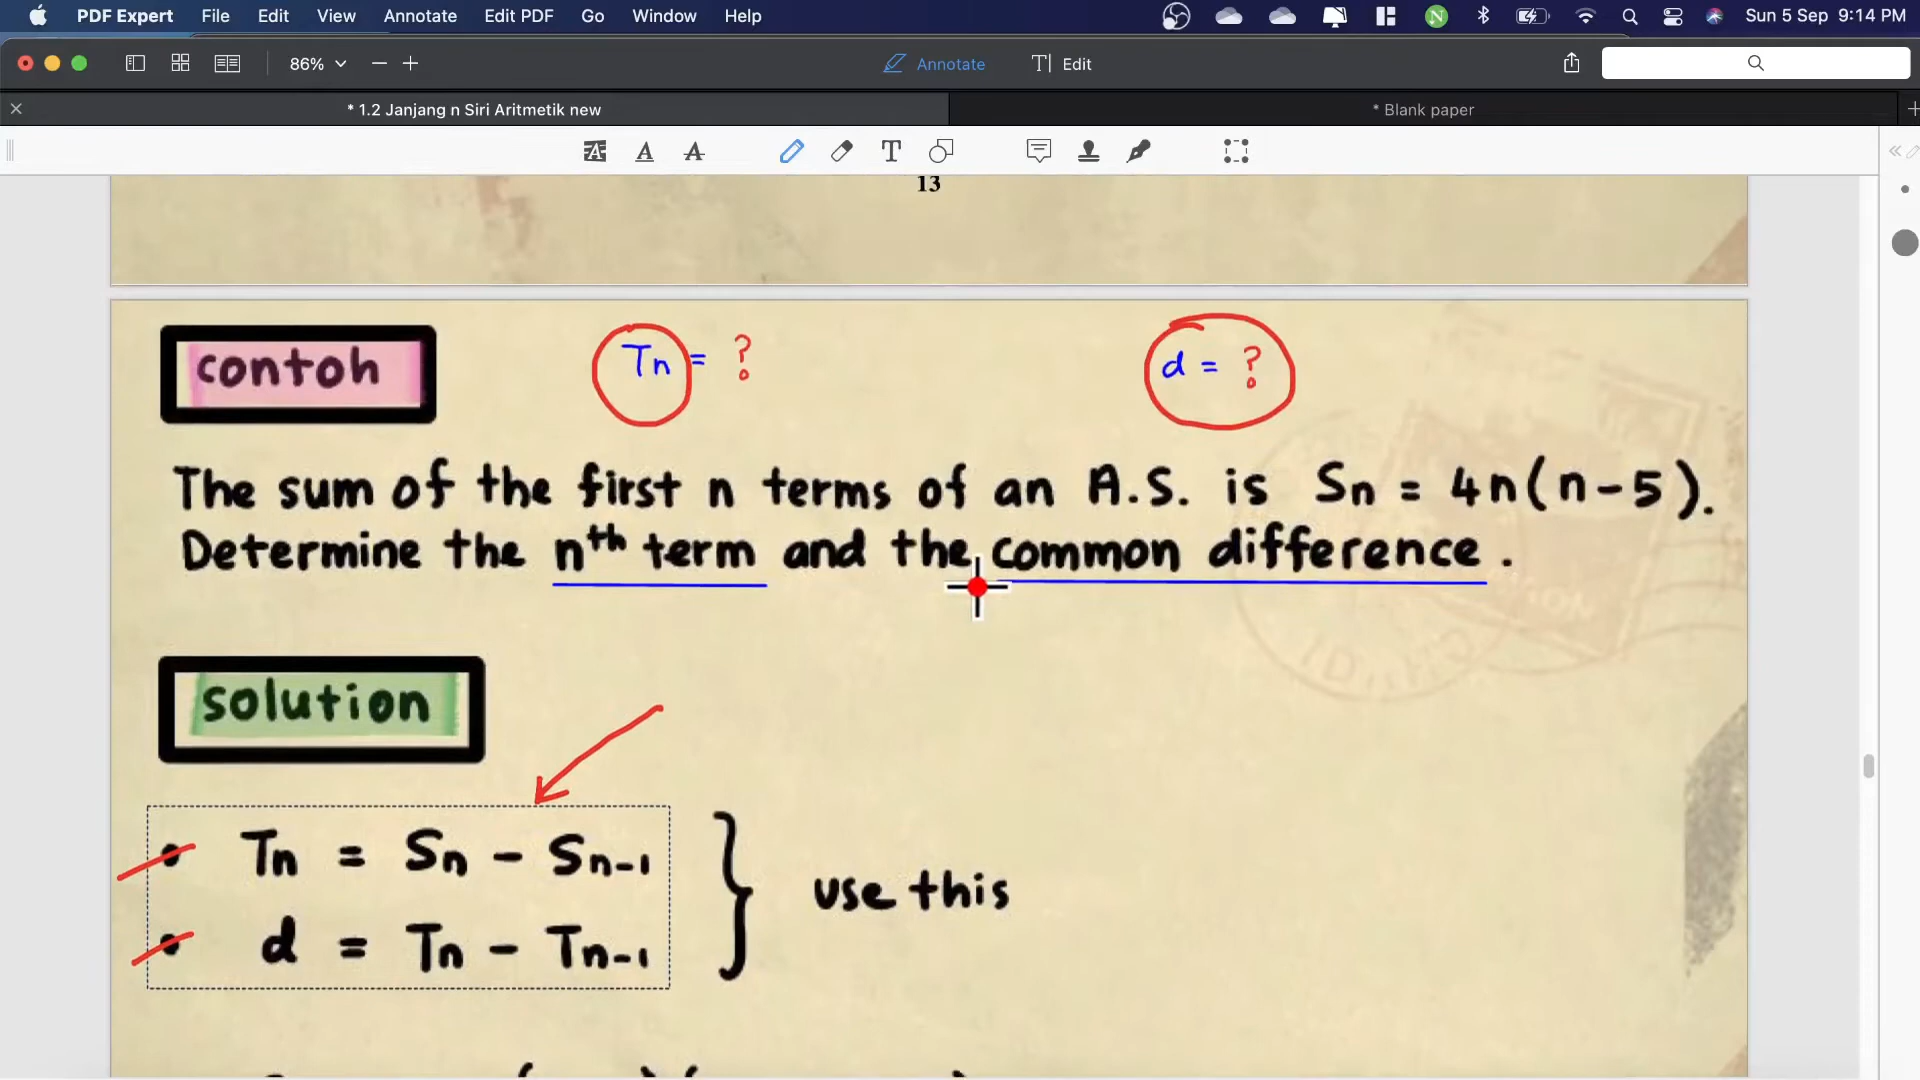 PDF Expert File Edit View Annotate Edit PDF Go Window Help Sun 5 Sep 9:14 PM
86% Annotate Edit
* 1.2 Janjang n Siri Aritmetik new * Blank paper
13
contoh Tn = ? d = ?
The sum of the first n terms of an A.S. is Sn = 4n(n-5).
Determine the nth term and the common difference.
solution
• Tn = Sn - Sn-1
use this
• d = Tn - Tn-1